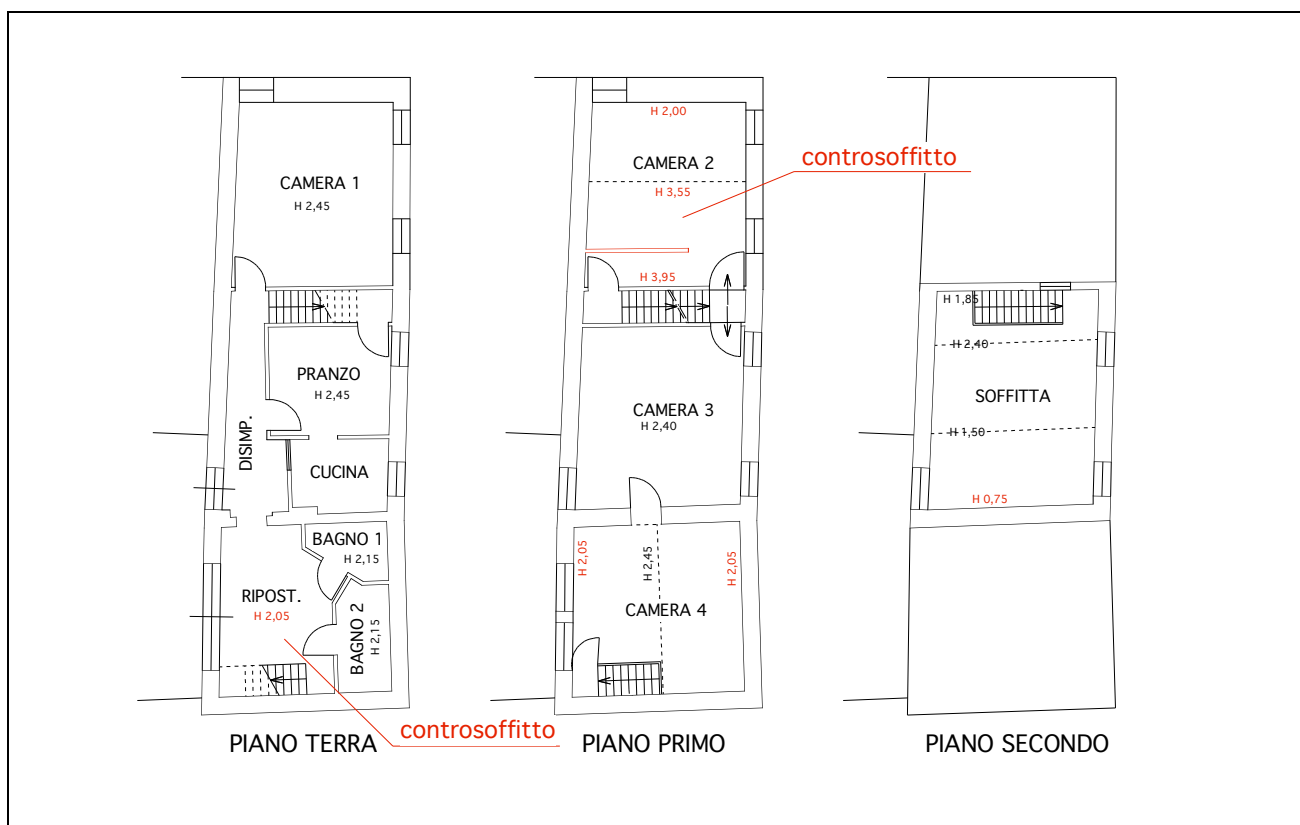 CAMERA 1
H 2,45
PRANZO
H 2,45
DISIMP.
CUCINA
BAGNO 1
H 2,15
RIPOST.
H 2,05
BAGNO 2
H 2,15
controsoffitto
PIANO TERRA
H 2,00
CAMERA 2
controsoffitto
H 3,55
H 3,95
CAMERA 3
H 2,40
H 2,05
H 2,45
H 2,05
CAMERA 4
PIANO PRIMO
H 1,85
H 2,40
SOFFITTA
H 1,50
H 0,75
PIANO SECONDO